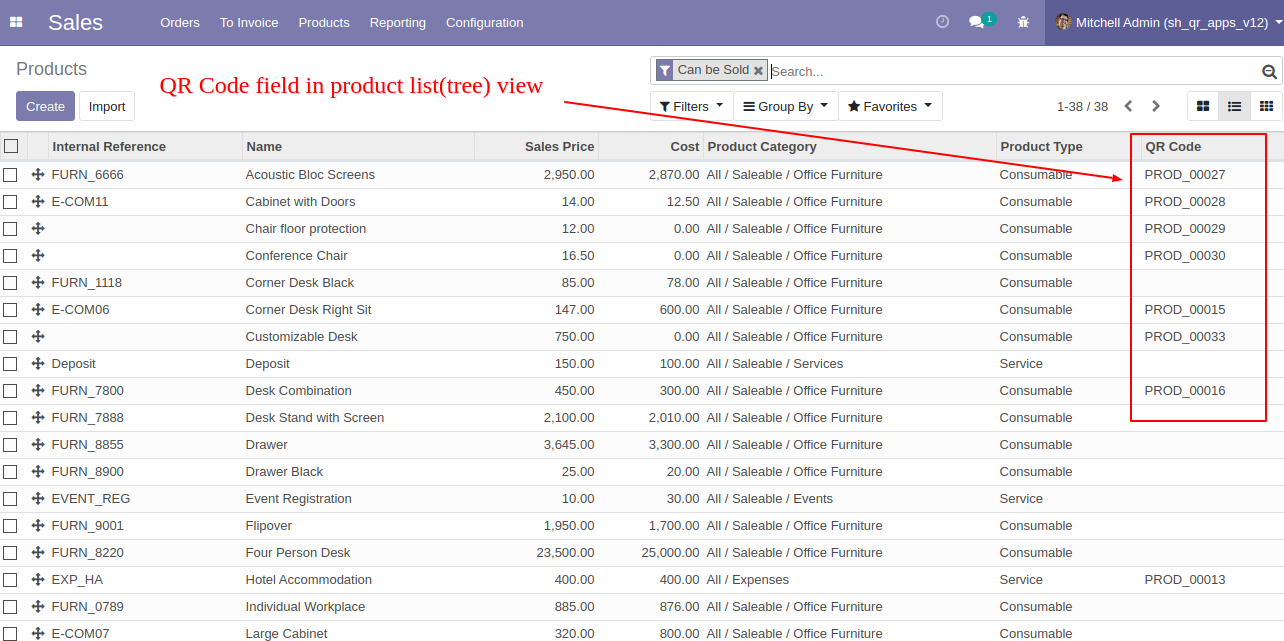 Sales Orders To Invoice Products Reporting Configuration 1 Mitchell Admin (sh_qr_apps_v12)
Products Can be Sold Search...
QR Code field in product list(tree) view
Create Import Filters Group By Favorites 1-38 / 38
Internal Reference Name Sales Price Cost Product Category Product Type QR Code
FURN_6666 Acoustic Bloc Screens 2,950.00 2,870.00 All / Saleable / Office Furniture Consumable PROD_00027
E-COM11 Cabinet with Doors 14.00 12.50 All / Saleable / Office Furniture Consumable PROD_00028
Chair floor protection 12.00 0.00 All / Saleable / Office Furniture Consumable PROD_00029
Conference Chair 16.50 0.00 All / Saleable / Office Furniture Consumable PROD_00030
FURN_1118 Corner Desk Black 85.00 78.00 All / Saleable / Office Furniture Consumable
E-COM06 Corner Desk Right Sit 147.00 600.00 All / Saleable / Office Furniture Consumable PROD_00015
Customizable Desk 750.00 0.00 All / Saleable / Office Furniture Consumable PROD_00033
Deposit Deposit 150.00 100.00 All / Saleable / Services Service
FURN_7800 Desk Combination 450.00 300.00 All / Saleable / Office Furniture Consumable PROD_00016
FURN_7888 Desk Stand with Screen 2,100.00 2,010.00 All / Saleable / Office Furniture Consumable
FURN_8855 Drawer 3,645.00 3,300.00 All / Saleable / Office Furniture Consumable
FURN_8900 Drawer Black 25.00 20.00 All / Saleable / Office Furniture Consumable
EVENT_REG Event Registration 10.00 30.00 All / Saleable / Events Service
FURN_9001 Flipover 1,950.00 1,700.00 All / Saleable / Office Furniture Consumable
FURN_8220 Four Person Desk 23,500.00 25,000.00 All / Saleable / Office Furniture Consumable
EXP_HA Hotel Accommodation 400.00 400.00 All / Expenses Service PROD_00013
FURN_0789 Individual Workplace 885.00 876.00 All / Saleable / Office Furniture Consumable
E-COM07 Large Cabinet 320.00 800.00 All / Saleable / Office Furniture Consumable